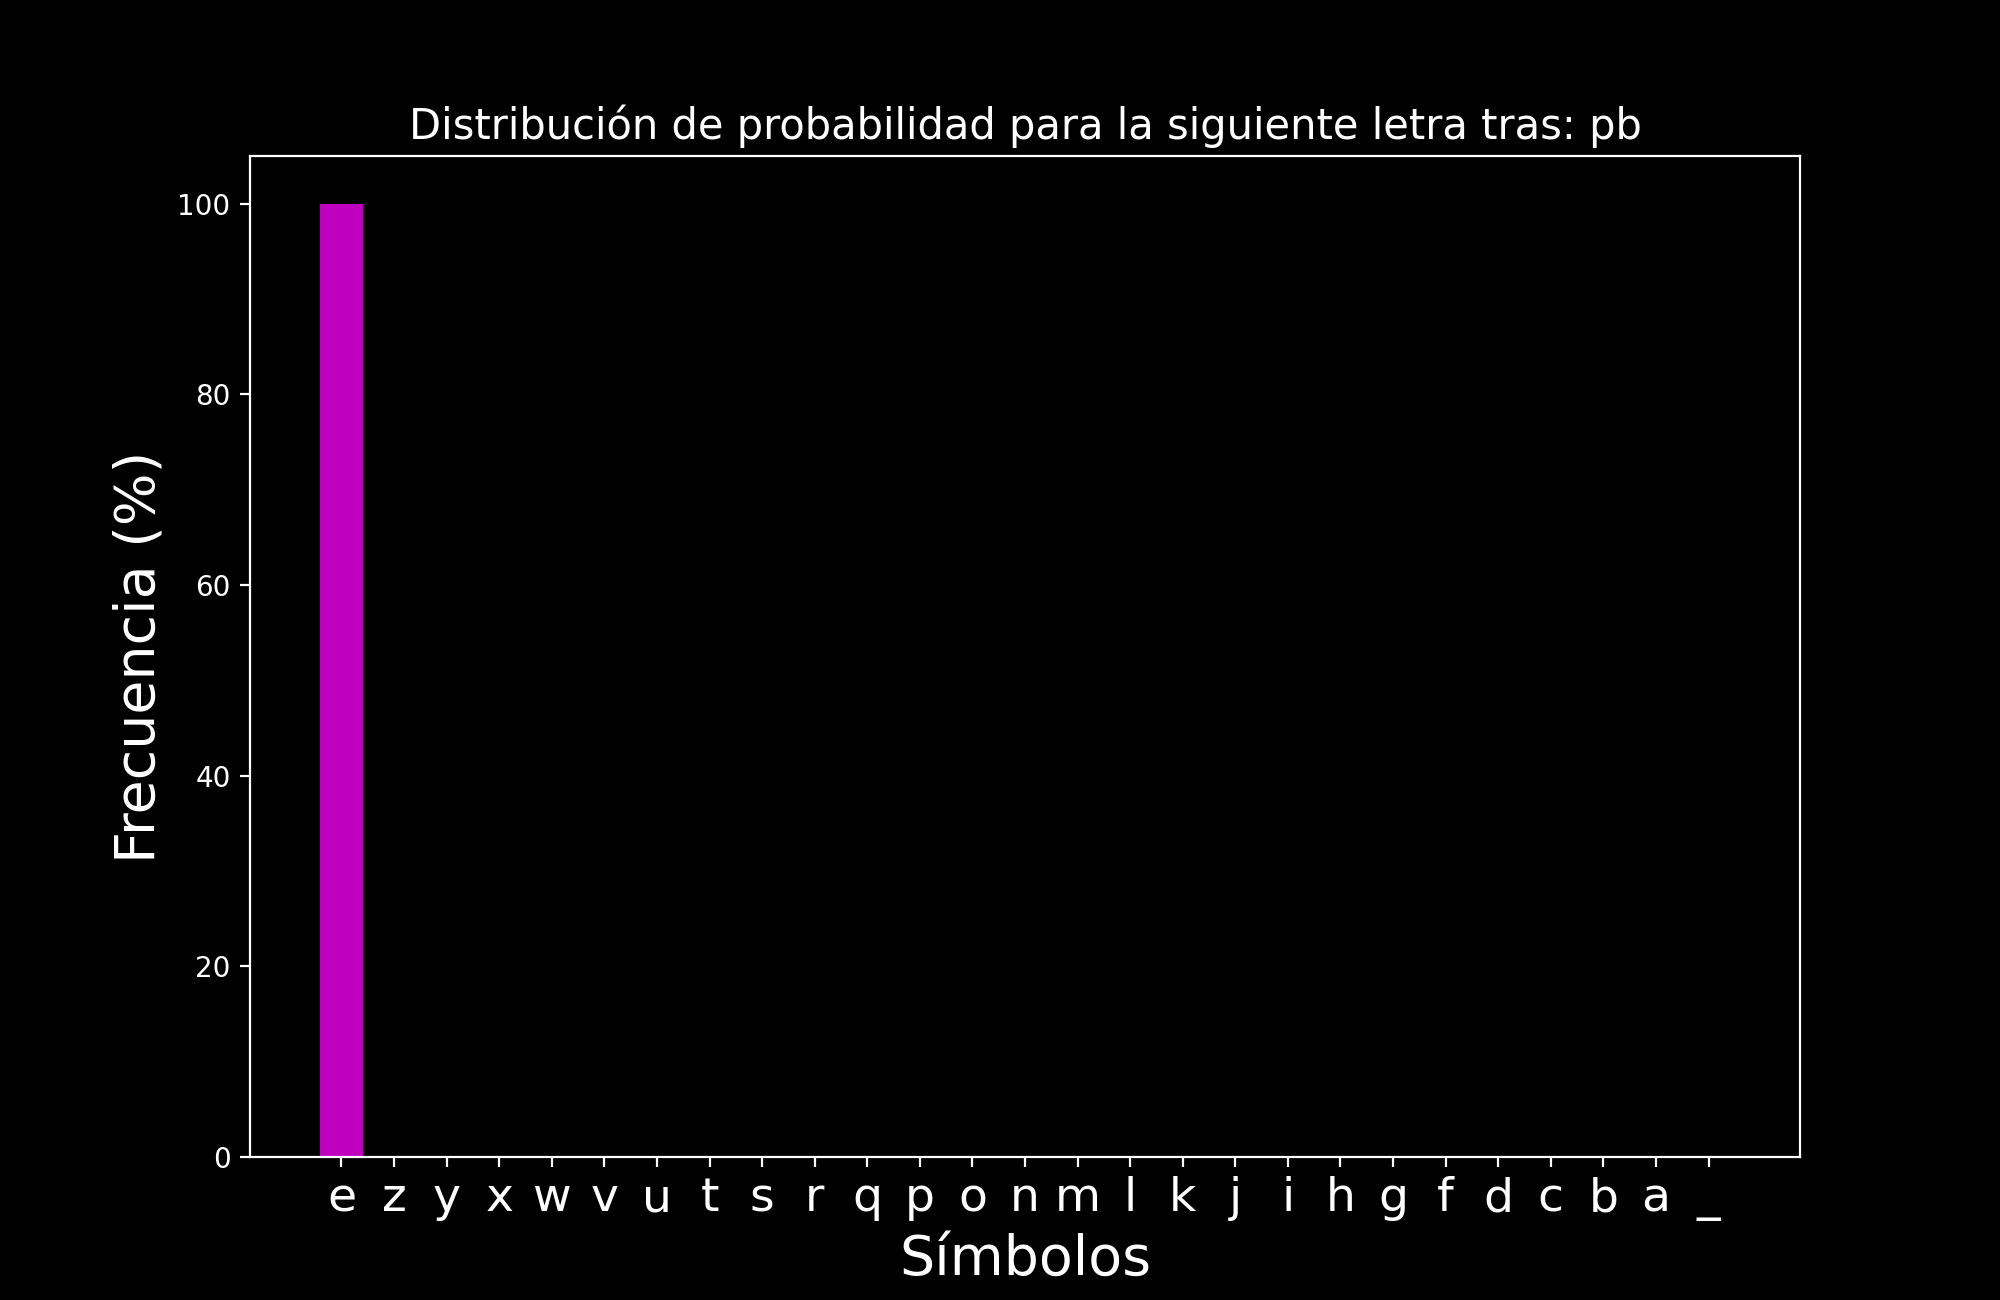 Distribución de probabilidad para la siguiente letra tras: pb
100
80
60
40
20
0
Frecuencia (%)
e z y x w v u t s r q p o n m l k j i h g f d c b a _
Símbolos